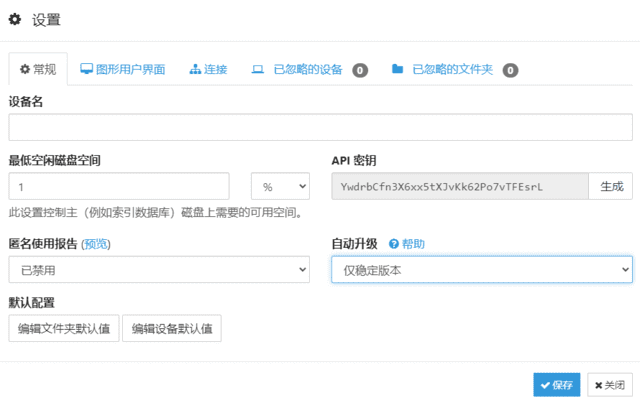 设置
常规 图形用户界面 连接 已忽略的设备 0 已忽略的文件夹 0
设备名
最低空闲磁盘空间 API 密钥
1 % YwdrbCfn3X6xx5tXJvKk62Po7vTFEsrL 生成
此设置控制主（例如索引数据库）磁盘上需要的可用空间。
匿名使用报告 (预览) 自动升级 帮助
已禁用 仅稳定版本
默认配置
编辑文件夹默认值 编辑设备默认值
保存 关闭